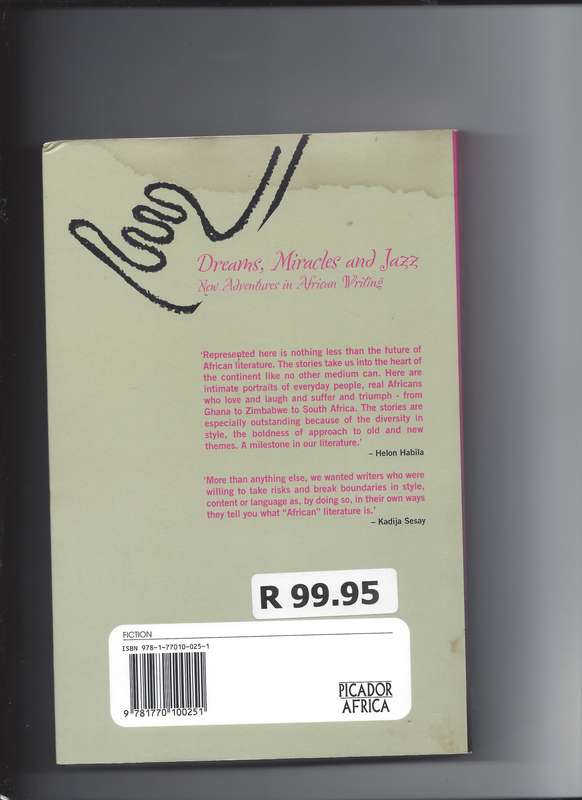 Dreams, Miracles and Jazz
New Adventures in African Writing
‘Represented here is nothing less than the future of
African literature. The stories take us into the heart of
the continent like no other medium can. Here are
intimate portraits of everyday people, real Africans
who love and laugh and suffer and triumph - from
Ghana to Zimbabwe to South Africa. The stories are
especially outstanding because of the diversity in
style, the boldness of approach to old and new
themes. A milestone in our literature.’
– Helon Habila
‘More than anything else, we wanted writers who were
willing to take risks and break boundaries in style,
content or language as, by doing so, in their own ways
they tell you what “African” literature is.’
– Kadija Sesay
R 99.95
FICTION
ISBN 978-1-77010-025-1
9 781770 100251
PICADOR
AFRICA